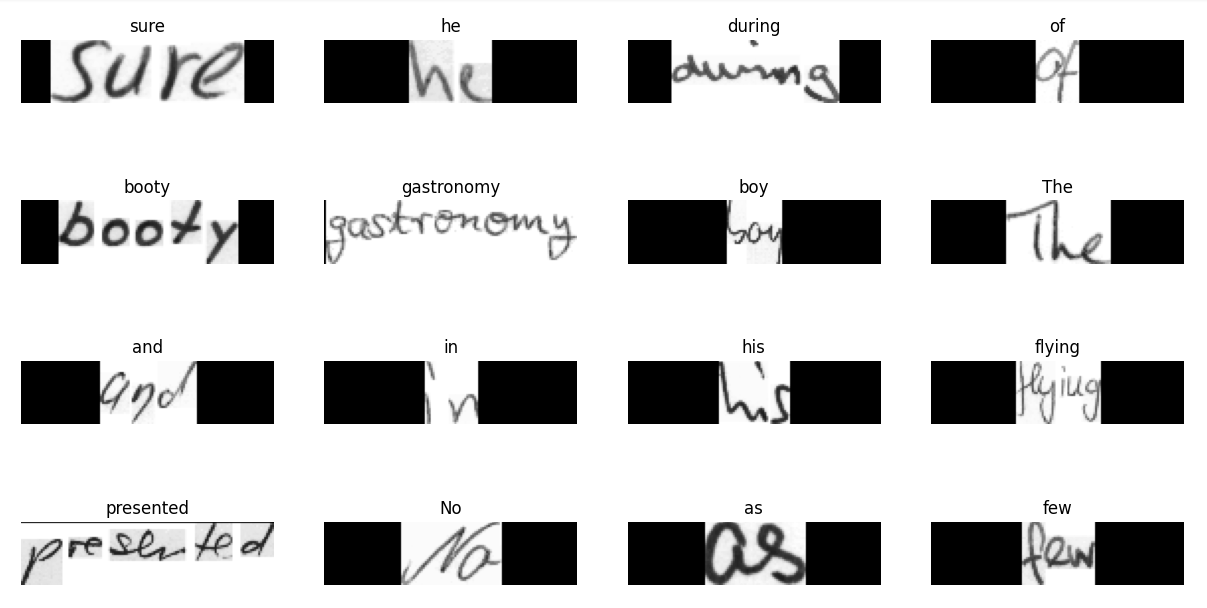 sure he during of
sure he during of
booty gastronomy boy The
booty gastronomy boy The
and in his flying
and in his flying
presented No as few
presented No as few